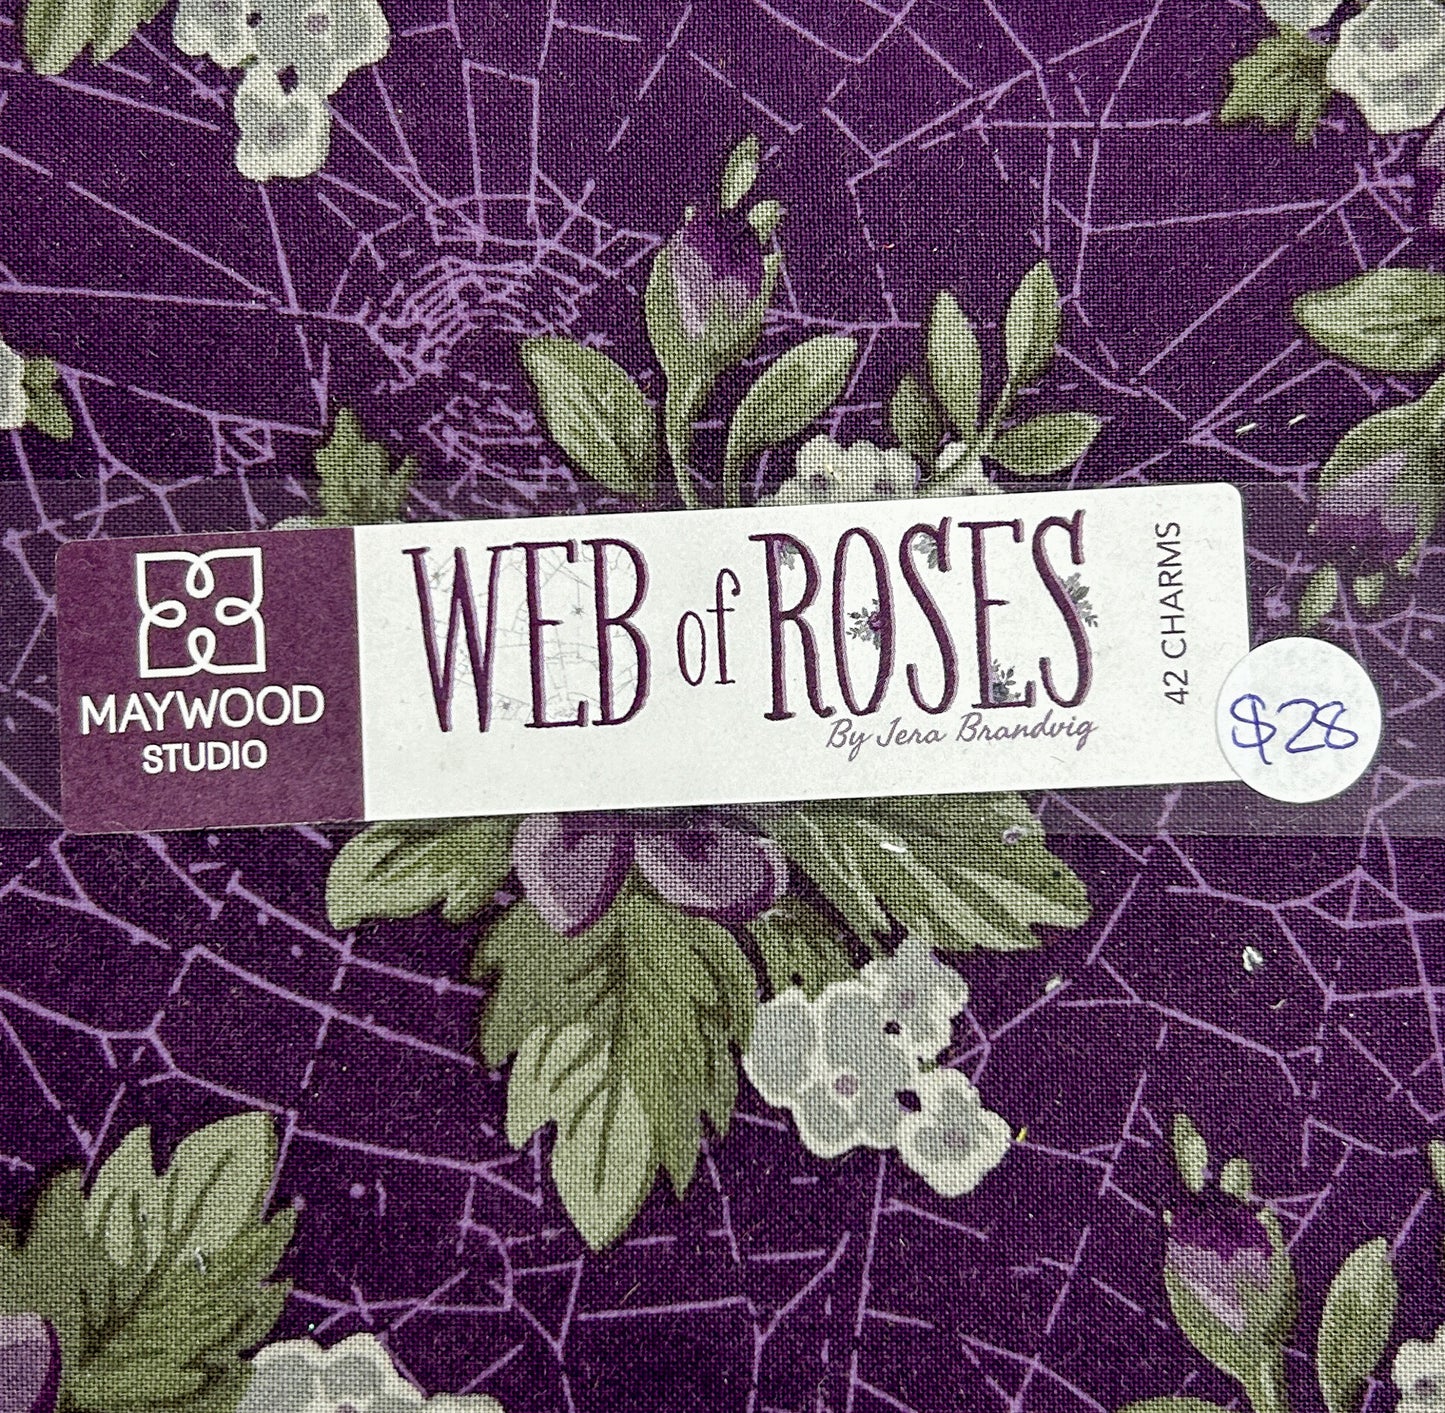 MAYWOOD
STUDIO
WEB of ROSES
By Jera Brandvig
42 CHARMS
$28